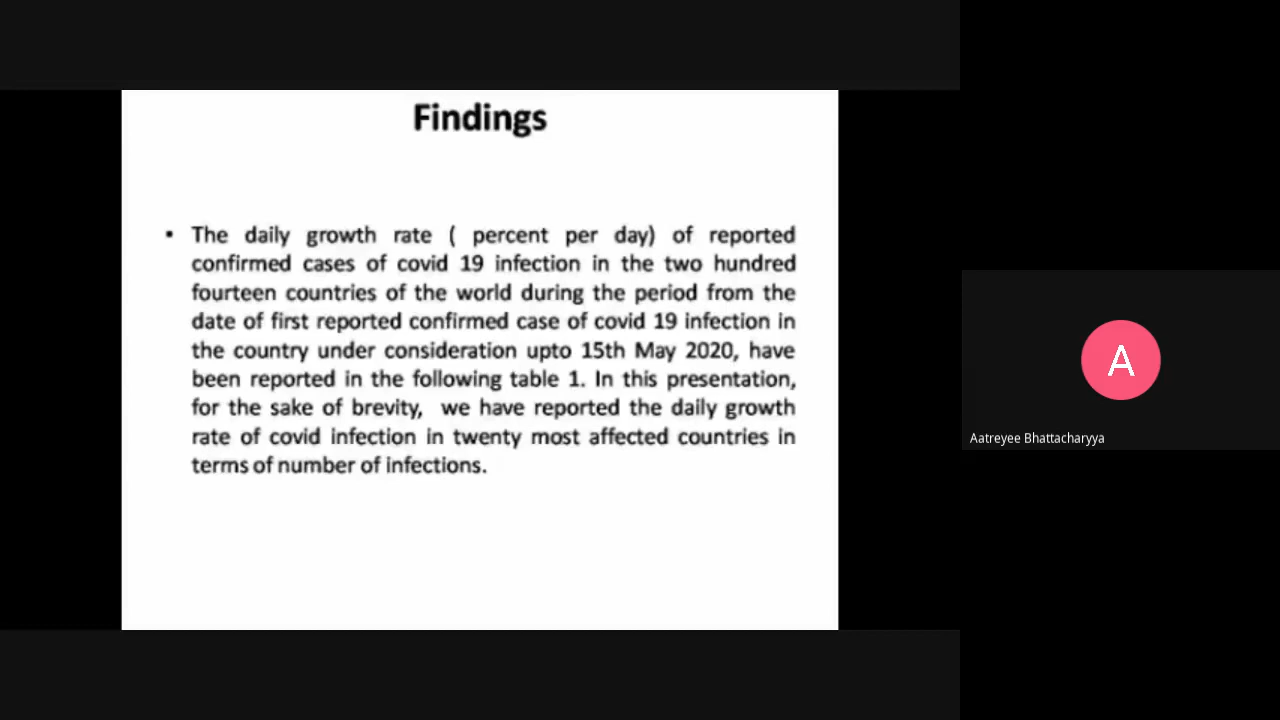 Findings
• The daily growth rate ( percent per day) of reported
confirmed cases of covid 19 infection in the two hundred
fourteen countries of the world during the period from the
date of first reported confirmed case of covid 19 infection in
the country under consideration upto 15th May 2020, have
been reported in the following table 1. In this presentation,
for the sake of brevity, we have reported the daily growth
rate of covid infection in twenty most affected countries in
terms of number of infections.
A
Aatreyee Bhattacharyya